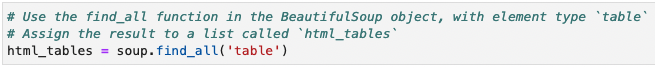 # Use the find_all function in the BeautifulSoup object, with element type `table`
# Assign the result to a list called `html_tables`
html_tables = soup.find_all('table')